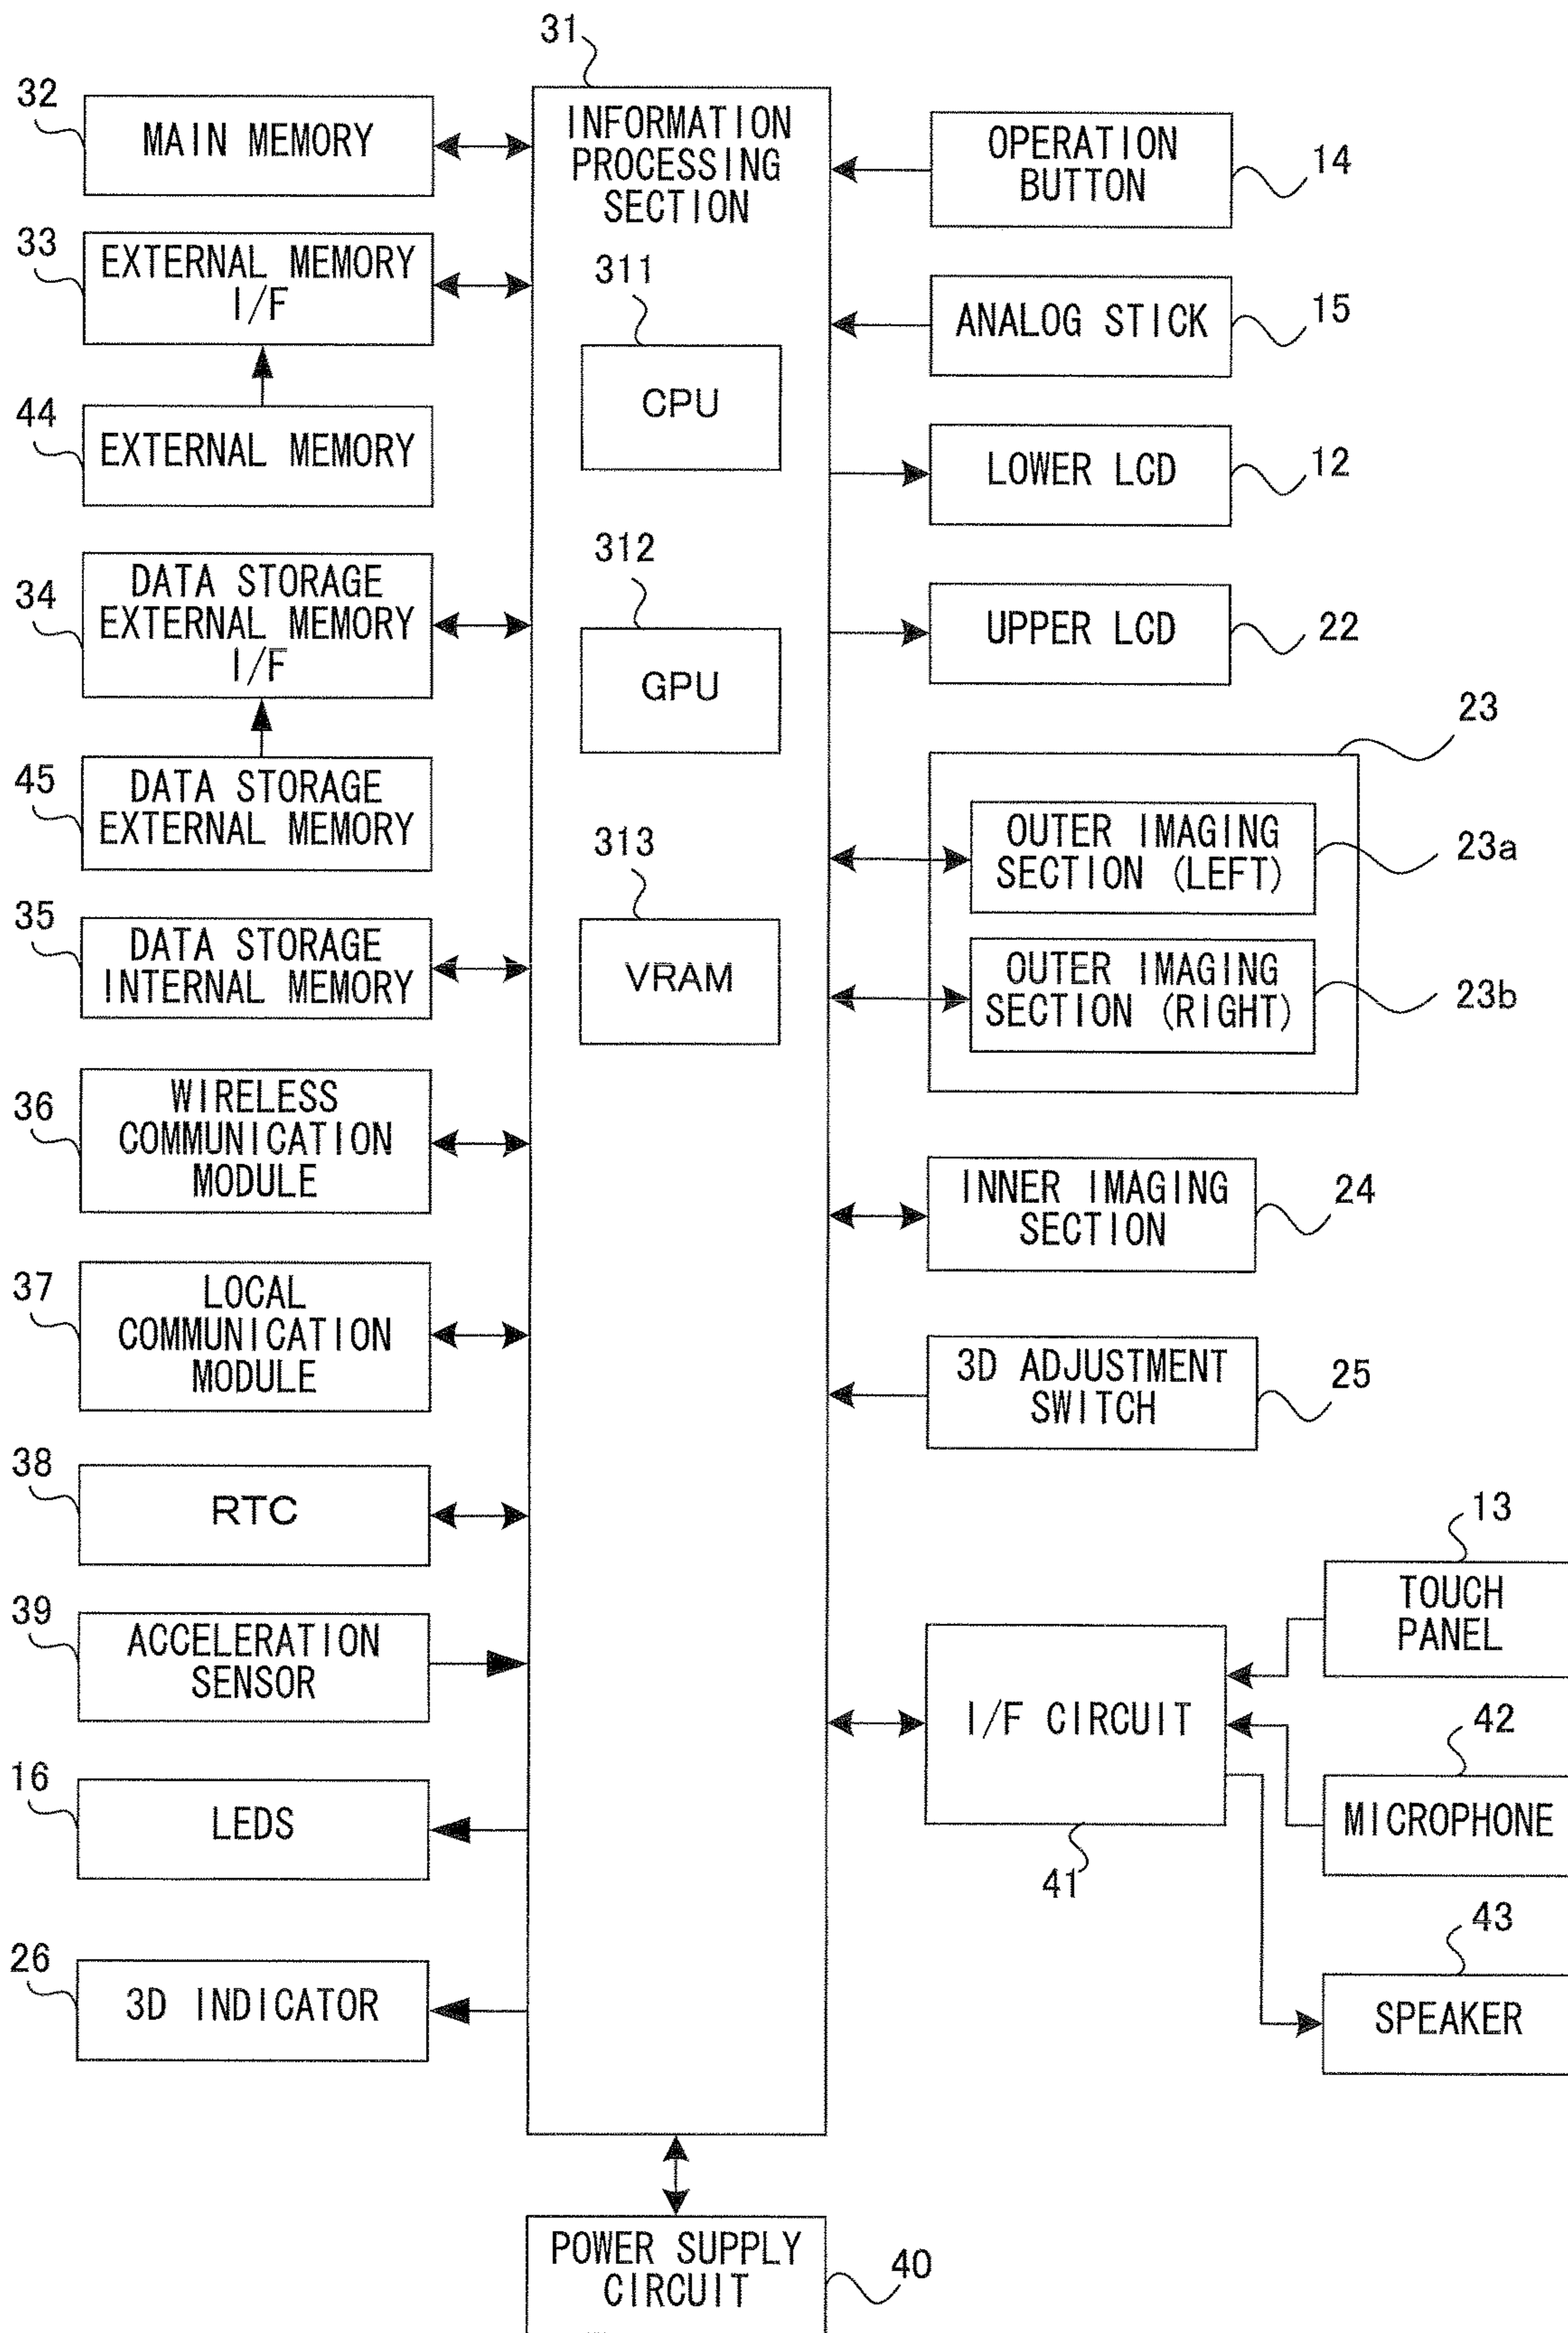 31
32
MAIN MEMORY
33
EXTERNAL MEMORY
I/F
44
EXTERNAL MEMORY
34
DATA STORAGE
EXTERNAL MEMORY
I/F
45
DATA STORAGE
EXTERNAL MEMORY
35
DATA STORAGE
INTERNAL MEMORY
36
WIRELESS
COMMUNICATION
MODULE
37
LOCAL
COMMUNICATION
MODULE
38
RTC
39
ACCELERATION
SENSOR
16
LEDS
26
3D INDICATOR
INFORMATION
PROCESSING
SECTION
311
CPU
312
GPU
313
VRAM
OPERATION
BUTTON
14
ANALOG STICK
15
LOWER LCD
12
UPPER LCD
22
23
OUTER IMAGING
SECTION (LEFT)
23a
OUTER IMAGING
SECTION (RIGHT)
23b
INNER IMAGING
SECTION
24
3D ADJUSTMENT
SWITCH
25
13
TOUCH
PANEL
I/F CIRCUIT
41
42
MICROPHONE
43
SPEAKER
POWER SUPPLY
CIRCUIT
40